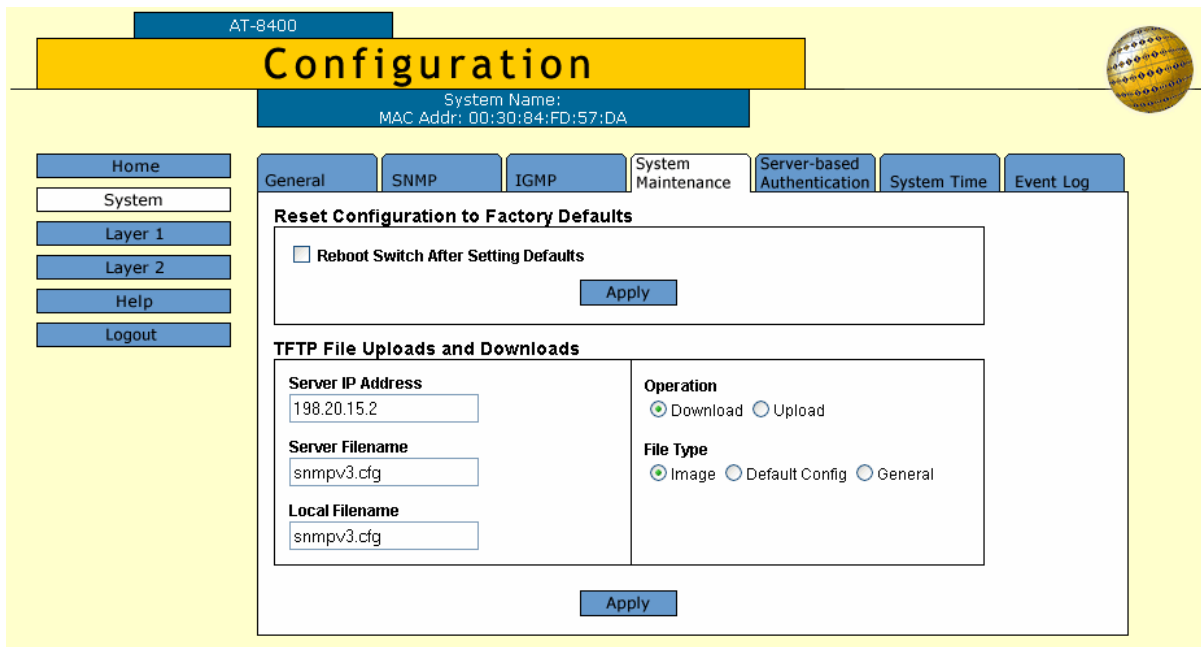 AT-8400
Configuration
System Name:
MAC Addr: 00:30:84:FD:57:DA
Home
System
Layer 1
Layer 2
Help
Logout
General
SNMP
IGMP
System
Maintenance
Server-based
Authentication
System Time
Event Log
Reset Configuration to Factory Defaults
Reboot Switch After Setting Defaults
Apply
TFTP File Uploads and Downloads
Server IP Address
198.20.15.2
Server Filename
snmpv3.cfg
Local Filename
snmpv3.cfg
Operation
Download Upload
File Type
Image Default Config General
Apply